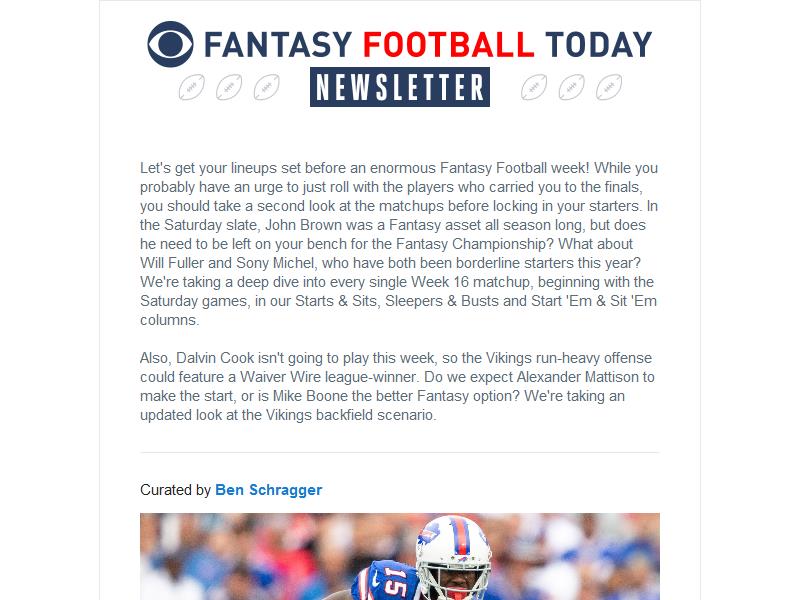 FANTASY FOOTBALL TODAY
NEWSLETTER
Let's get your lineups set before an enormous Fantasy Football week! While you
probably have an urge to just roll with the players who carried you to the finals,
you should take a second look at the matchups before locking in your starters. In
the Saturday slate, John Brown was a Fantasy asset all season long, but does
he need to be left on your bench for the Fantasy Championship? What about
Will Fuller and Sony Michel, who have both been borderline starters this year?
We're taking a deep dive into every single Week 16 matchup, beginning with the
Saturday games, in our Starts & Sits, Sleepers & Busts and Start 'Em & Sit 'Em
columns.
Also, Dalvin Cook isn't going to play this week, so the Vikings run-heavy offense
could feature a Waiver Wire league-winner. Do we expect Alexander Mattison to
make the start, or is Mike Boone the better Fantasy option? We're taking an
updated look at the Vikings backfield scenario.
Curated by Ben Schragger
15